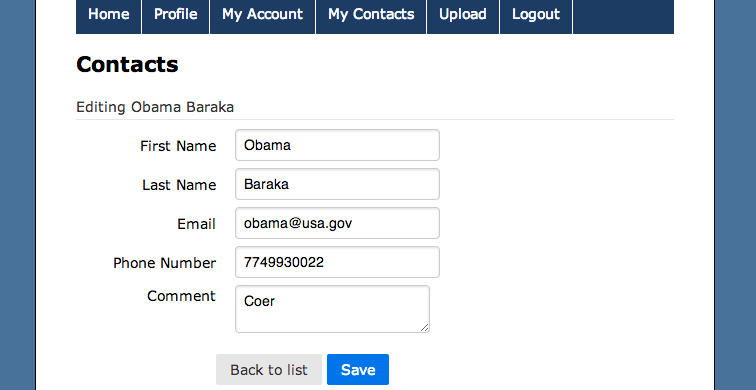 Home Profile My Account My Contacts Upload Logout
Contacts
Editing Obama Baraka
First Name Obama
Last Name Baraka
Email obama@usa.gov
Phone Number 7749930022
Comment Coer
Back to list Save